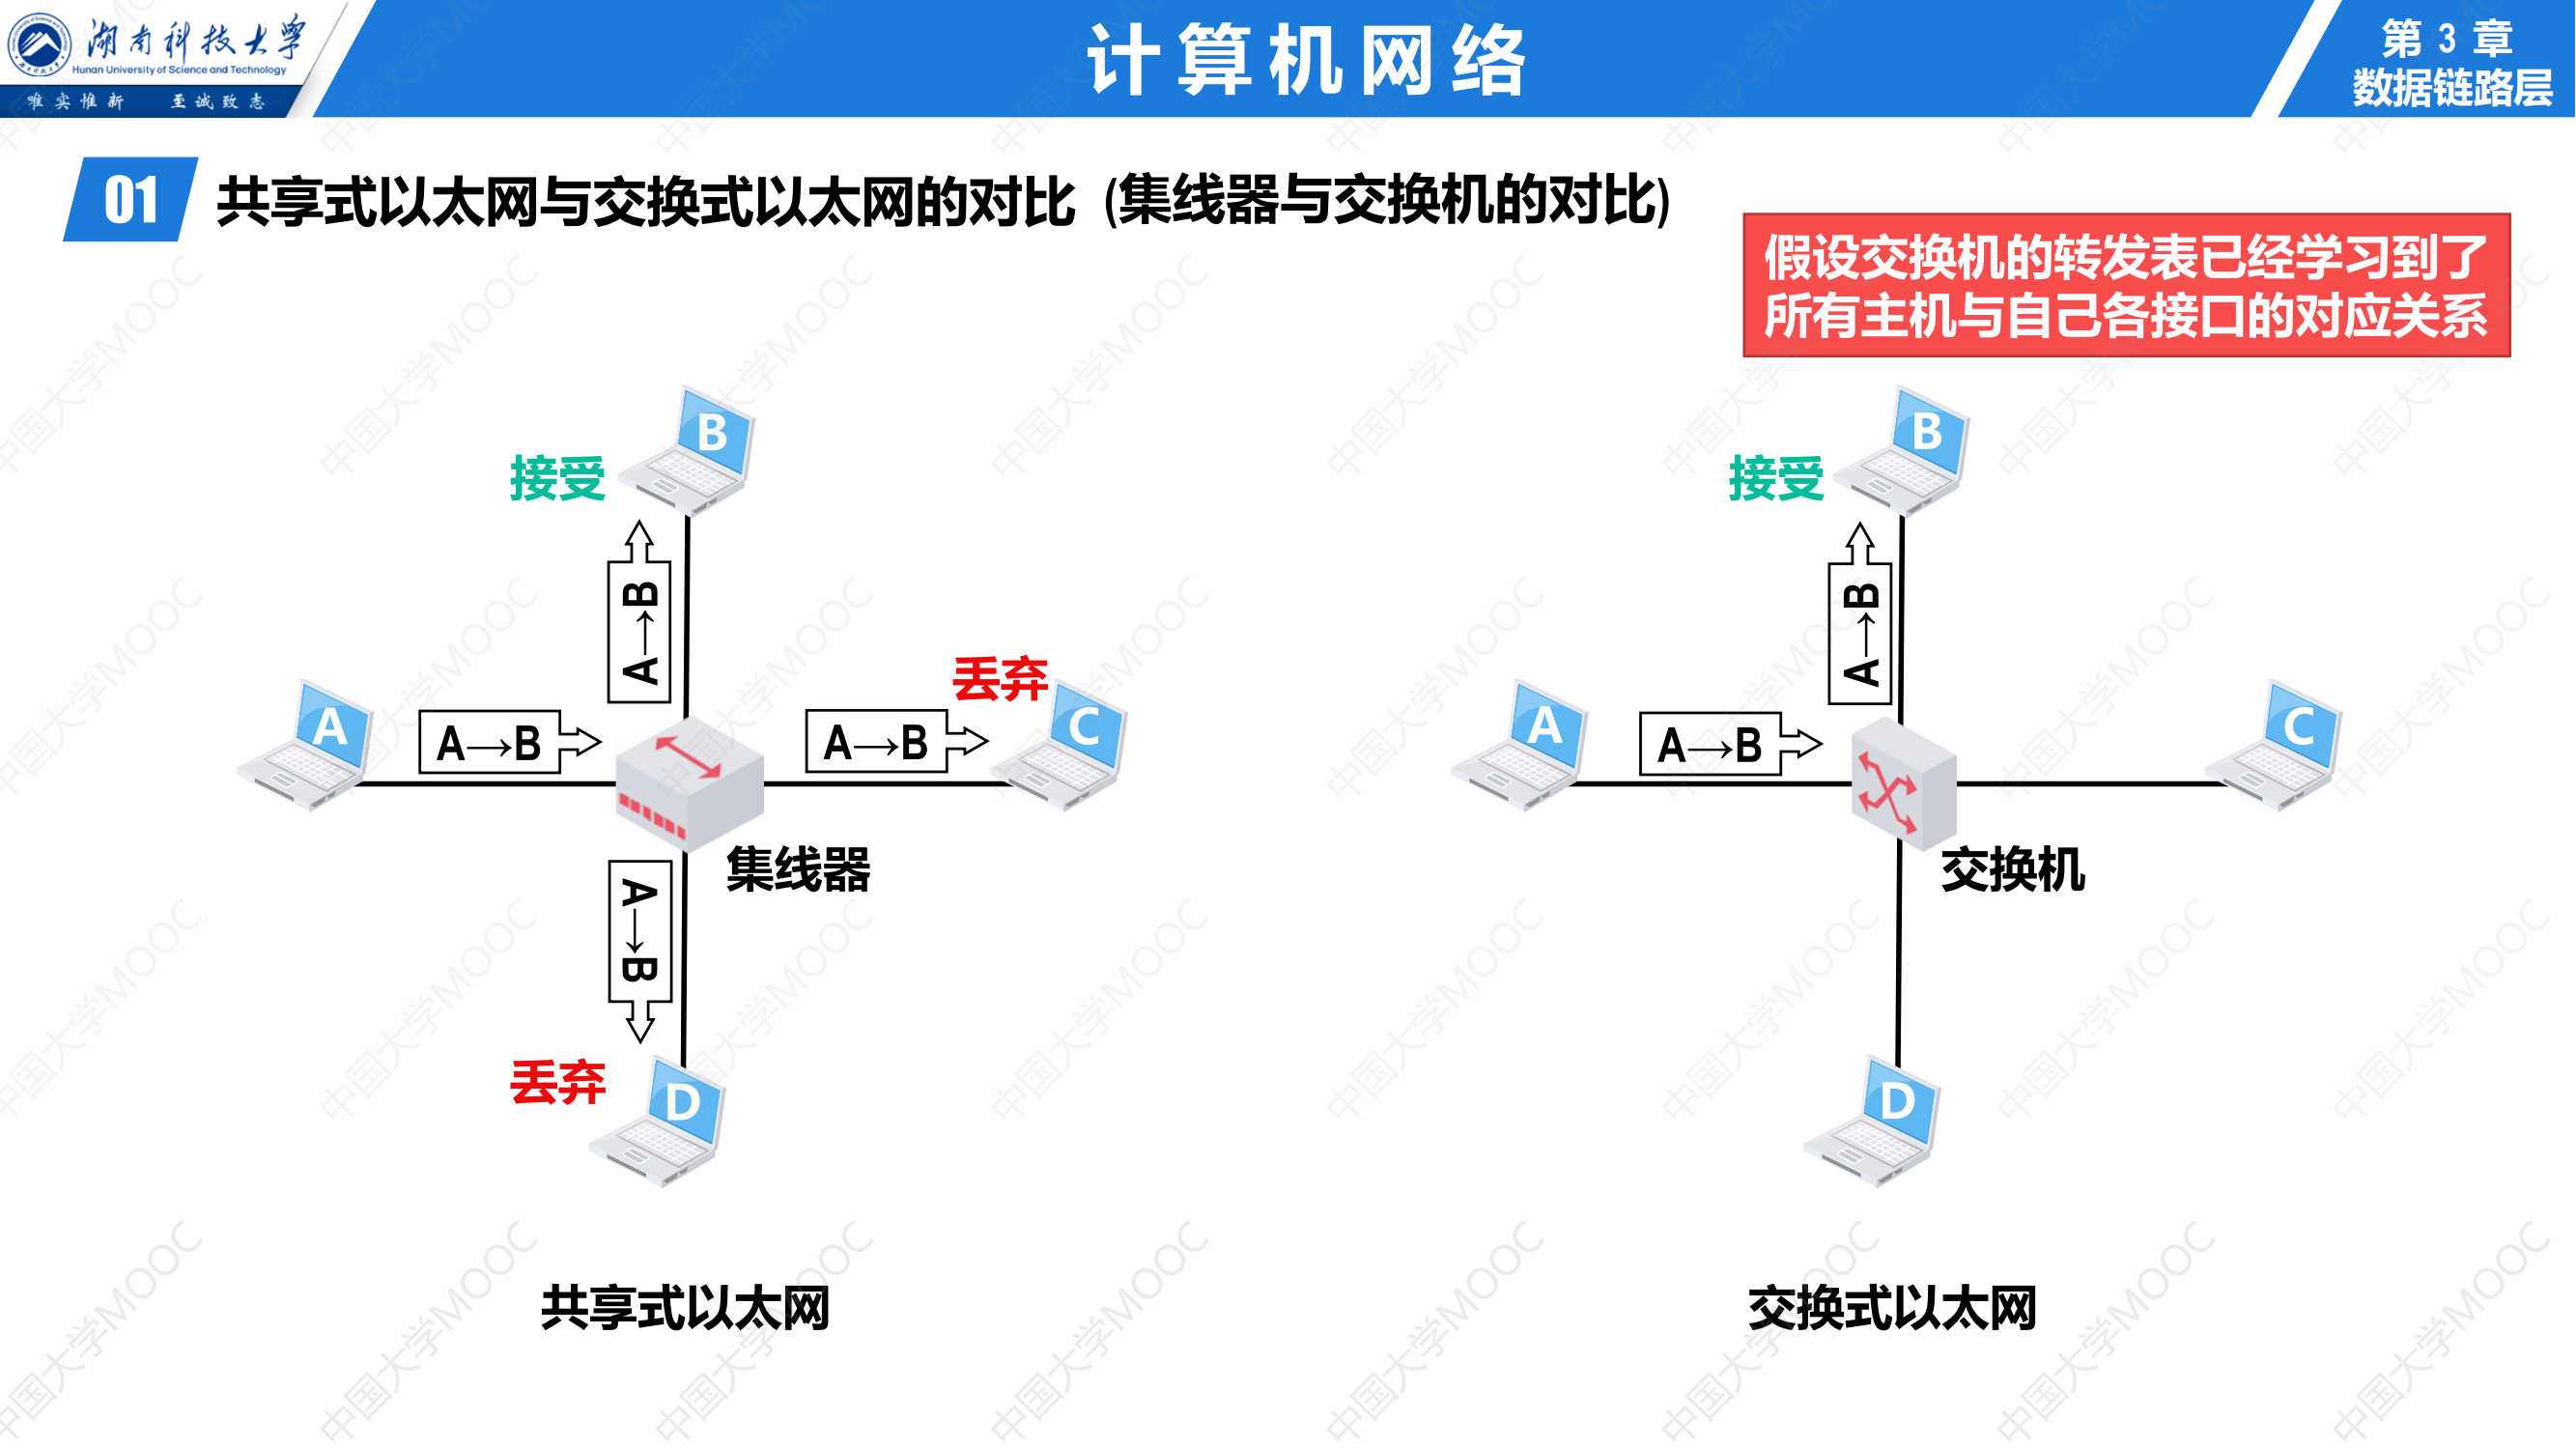 湖南科技大学
Hunan University of Science and Technology
唯实惟新 至诚致志
计算机网络
第 3 章
数据链路层
01 共享式以太网与交换式以太网的对比 (集线器与交换机的对比)
假设交换机的转发表已经学习到了
所有主机与自己各接口的对应关系
B
接受
A→B
A
A→B
A→B
丢弃
C
集线器
A→B
丢弃
D
共享式以太网
B
接受
A→B
A
A→B
C
交换机
D
交换式以太网
中国大学MOOC